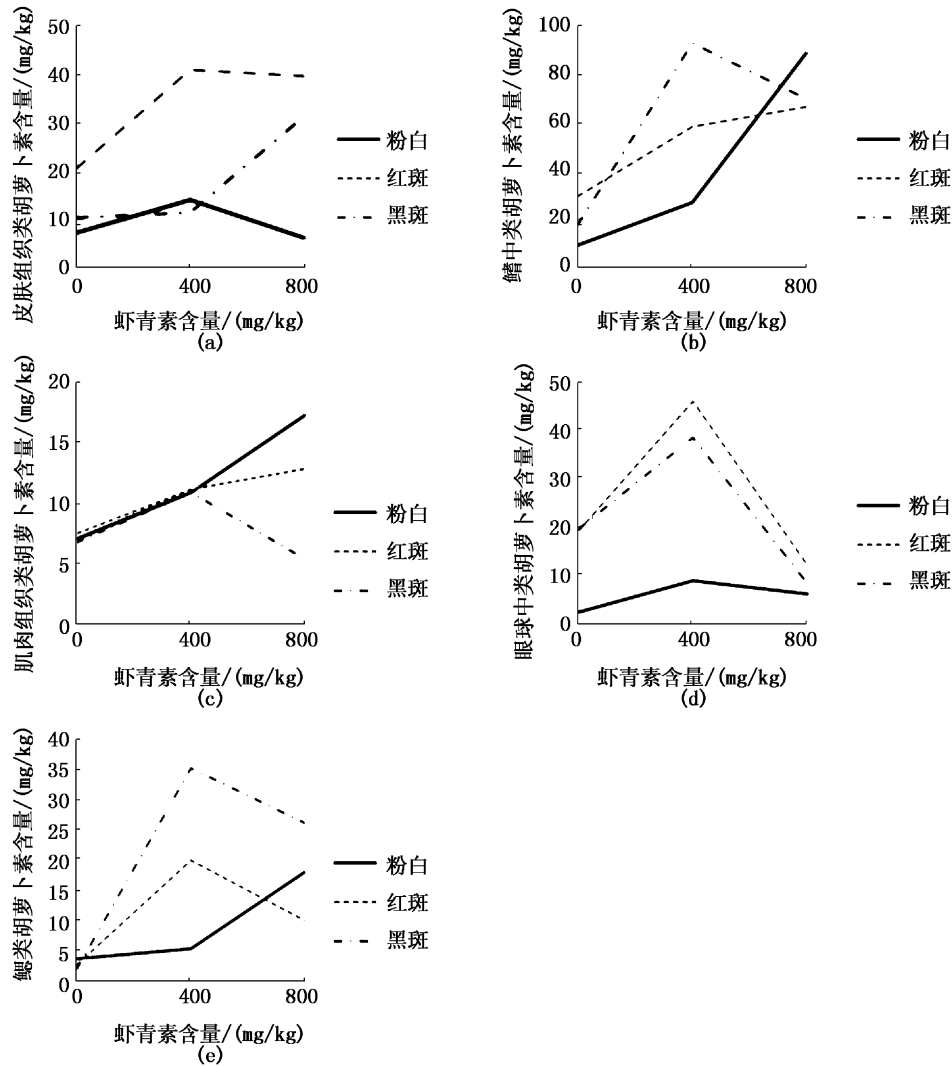 皮肤组织类胡萝卜素含量/(mg/kg)
50
40
30
20
10
0
0 400 800
虾青素含量/(mg/kg)
(a)
粉白
红斑
黑斑
鳍中类胡萝卜素含量/(mg/kg)
100
80
60
40
20
0
0 400 800
虾青素含量/(mg/kg)
(b)
粉白
红斑
黑斑
肌肉组织类胡萝卜素含量/(mg/kg)
20
15
10
5
0
0 400 800
虾青素含量/(mg/kg)
(c)
粉白
红斑
黑斑
眼球中类胡萝卜素含量/(mg/kg)
50
40
30
20
10
0
0 400 800
虾青素含量/(mg/kg)
(d)
粉白
红斑
黑斑
鳃类胡萝卜素含量/(mg/kg)
40
35
30
25
20
15
10
5
0
0 400 800
虾青素含量/(mg/kg)
(e)
粉白
红斑
黑斑